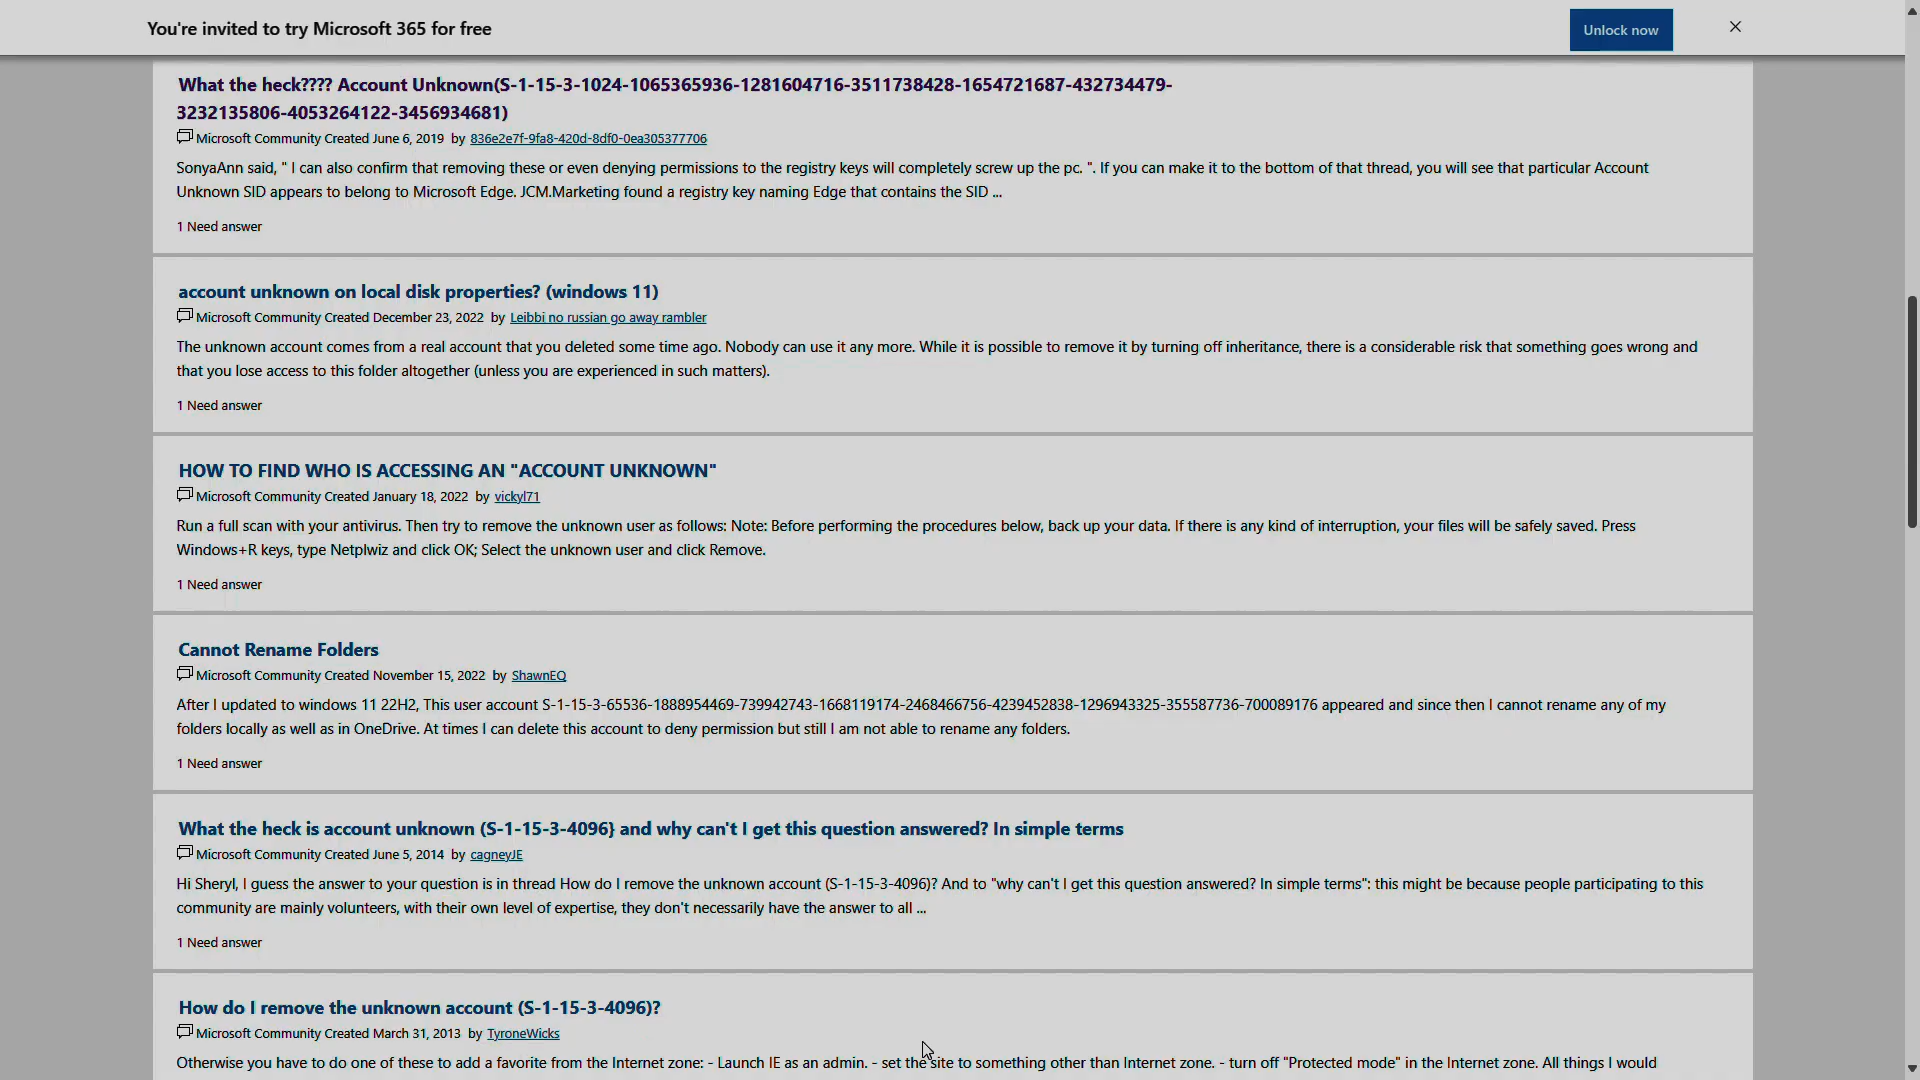 You're invited to try Microsoft 365 for free
Unlock now
What the heck???? Account Unknown(S-1-15-3-1024-1065365936-1281604716-3511738428-1654721687-432734479-
3232135806-4053264122-3456934681)
Microsoft Community Created June 6, 2019 by 836e2e7f-9fa8-420d-8df0-0ea305377706
SonyaAnn said, " I can also confirm that removing these or even denying permissions to the registry keys will completely screw up the pc. ". If you can make it to the bottom of that thread, you will see that particular Account
Unknown SID appears to belong to Microsoft Edge. JCM.Marketing found a registry key naming Edge that contains the SID ...
1 Need answer
account unknown on local disk properties? (windows 11)
Microsoft Community Created December 23, 2022 by Leibbi no russian go away rambler
The unknown account comes from a real account that you deleted some time ago. Nobody can use it any more. While it is possible to remove it by turning off inheritance, there is a considerable risk that something goes wrong and
that you lose access to this folder altogether (unless you are experienced in such matters).
1 Need answer
HOW TO FIND WHO IS ACCESSING AN "ACCOUNT UNKNOWN"
Microsoft Community Created January 18, 2022 by vickyl71
Run a full scan with your antivirus. Then try to remove the unknown user as follows: Note: Before performing the procedures below, back up your data. If there is any kind of interruption, your files will be safely saved. Press
Windows+R keys, type Netplwiz and click OK; Select the unknown user and click Remove.
1 Need answer
Cannot Rename Folders
Microsoft Community Created November 15, 2022 by ShawnEQ
After I updated to windows 11 22H2, This user account S-1-15-3-65536-1888954469-739942743-1668119174-2468466756-4239452838-1296943325-355587736-700089176 appeared and since then I cannot rename any of my
folders locally as well as in OneDrive. At times I can delete this account to deny permission but still I am not able to rename any folders.
1 Need answer
What the heck is account unknown (S-1-15-3-4096} and why can't I get this question answered? In simple terms
Microsoft Community Created June 5, 2014 by cagneyJE
Hi Sheryl, I guess the answer to your question is in thread How do I remove the unknown account (S-1-15-3-4096)? And to "why can't I get this question answered? In simple terms": this might be because people participating to this
community are mainly volunteers, with their own level of expertise, they don't necessarily have the answer to all ...
1 Need answer
How do I remove the unknown account (S-1-15-3-4096)?
Microsoft Community Created March 31, 2013 by TyroneWicks
Otherwise you have to do one of these to add a favorite from the Internet zone: - Launch IE as an admin. - set the site to something other than Internet zone. - turn off "Protected mode" in the Internet zone. All things I would